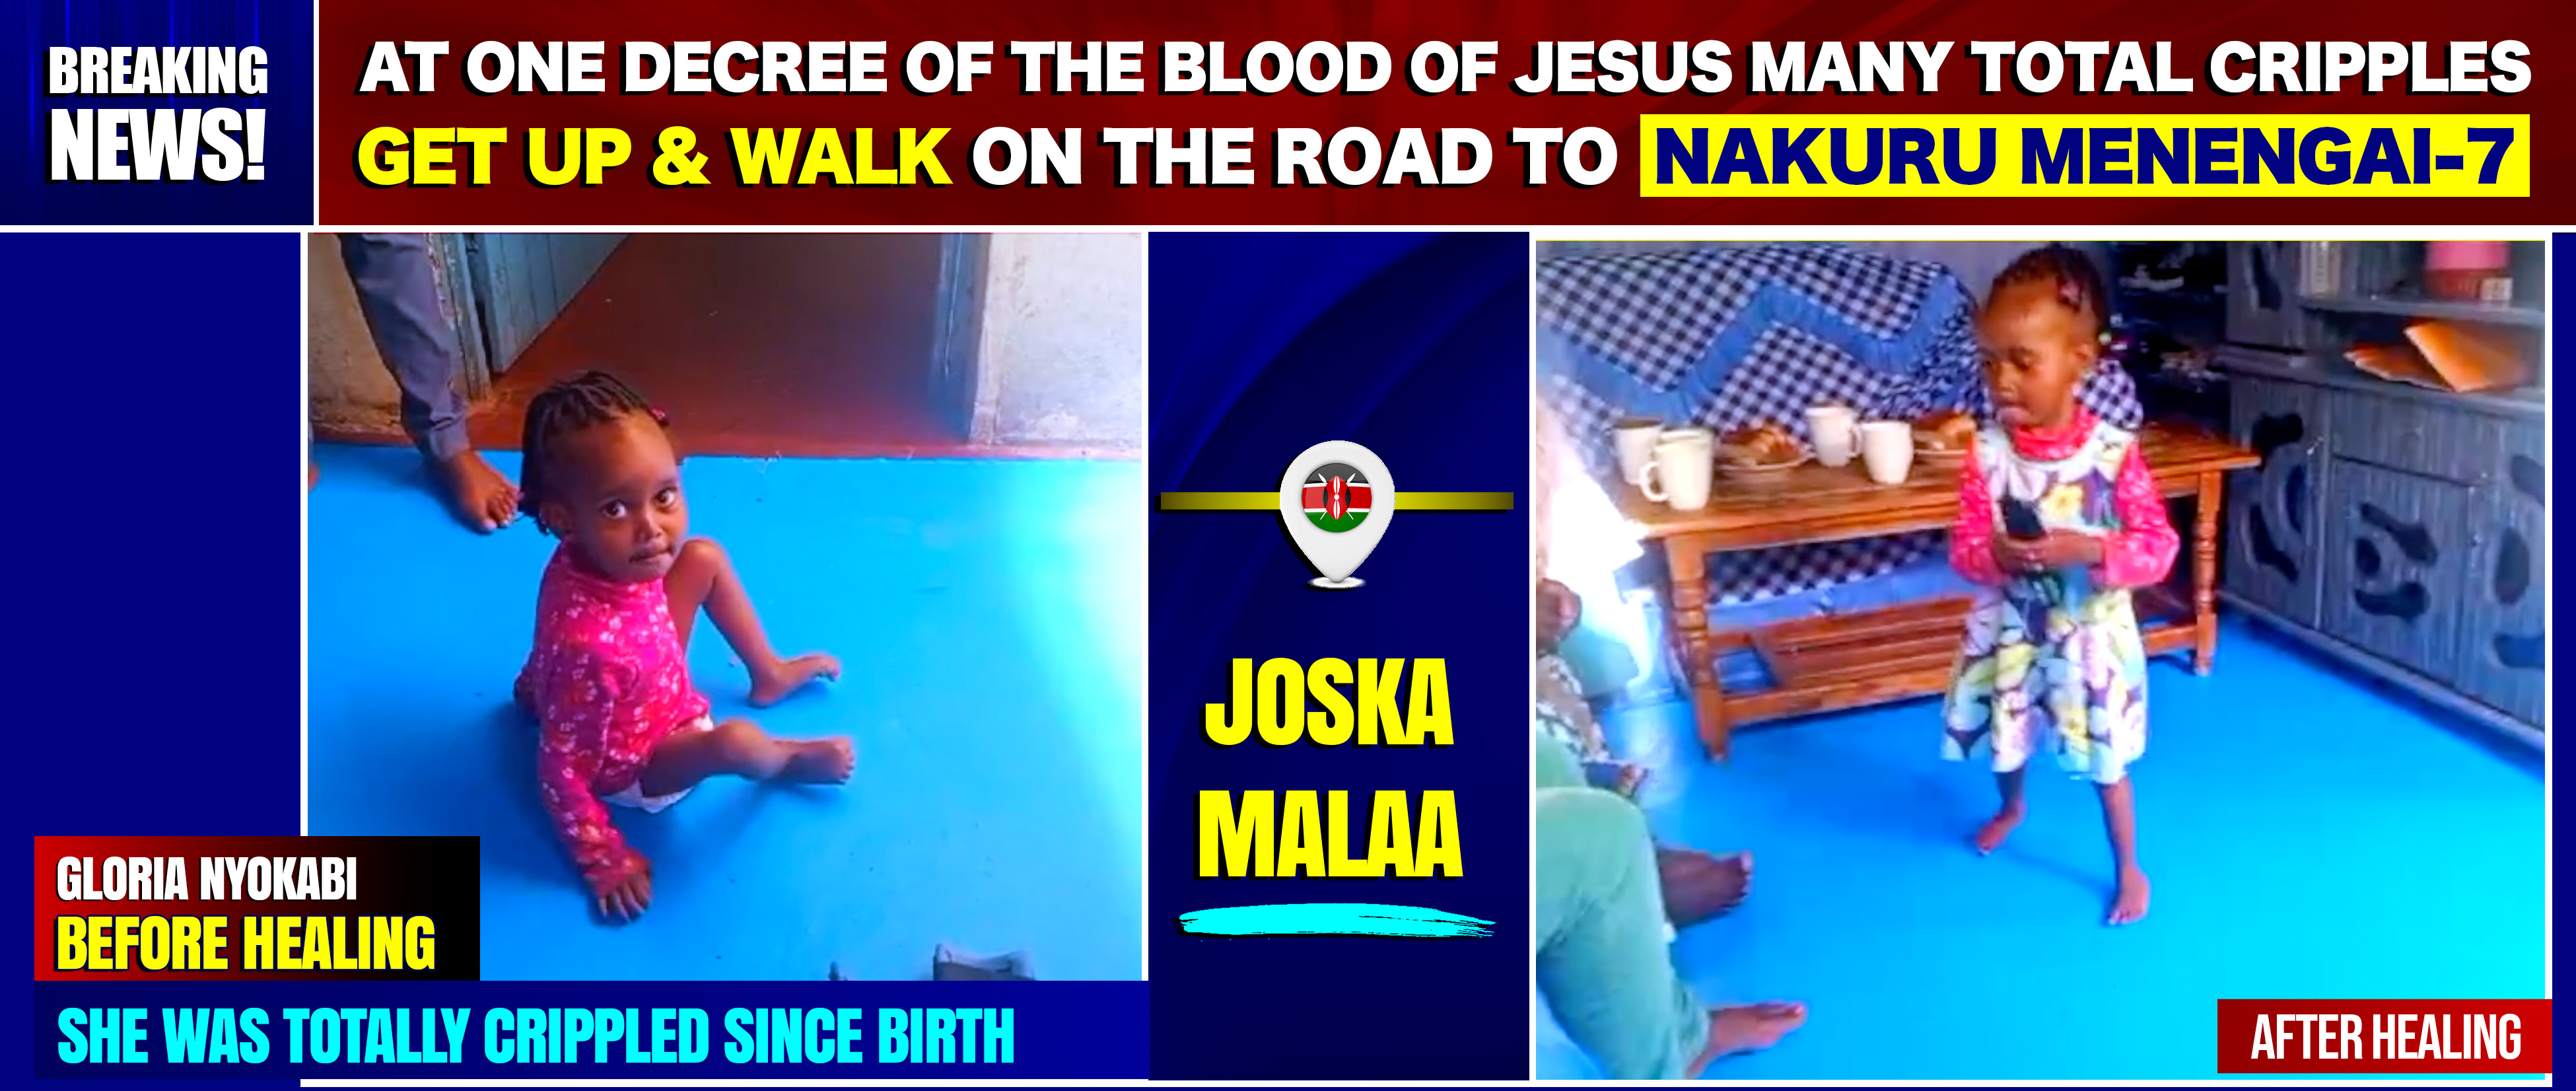 BREAKING
NEWS!
AT ONE DECREE OF THE BLOOD OF JESUS MANY TOTAL CRIPPLES
GET UP & WALK ON THE ROAD TO NAKURU MENENGAI-7
JOSKA
MALAA
GLORIA NYOKABI
BEFORE HEALING
SHE WAS TOTALLY CRIPPLED SINCE BIRTH
AFTER HEALING